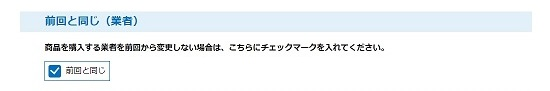 前回と同じ（業者）
商品を購入する業者を前回から変更しない場合は、こちらにチェックマークを入れてください。
前回と同じ